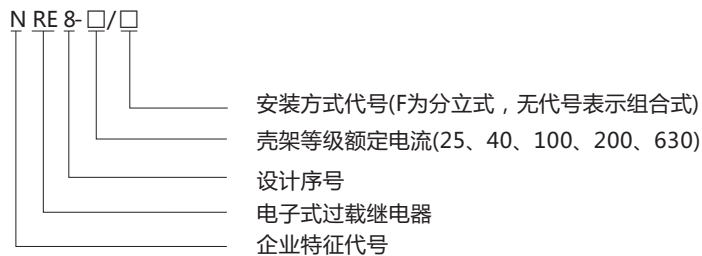 N RE 8-□/□
安装方式代号(F为分立式，无代号表示组合式)
壳架等级额定电流(25、40、100、200、630)
设计序号
电子式过载继电器
企业特征代号